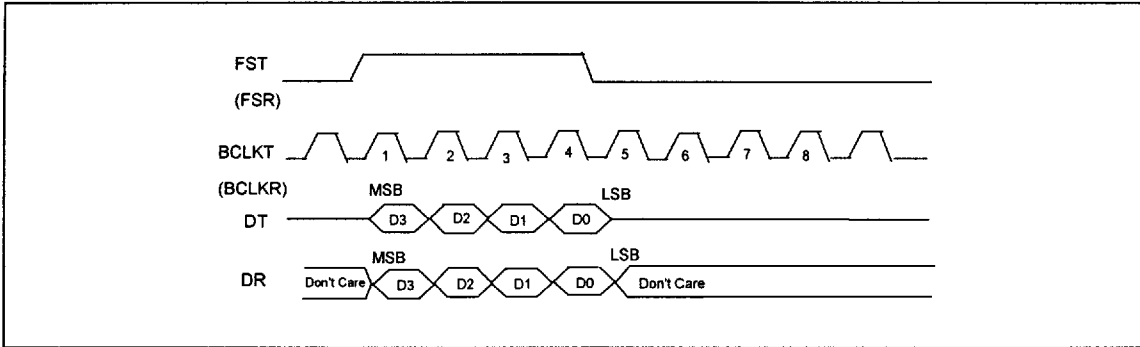 FST
(FSR)
BCLKT 1 2 3 4 5 6 7 8
(BCLKR)
MSB LSB
DT D3 D2 D1 D0
MSB LSB
DR Don't Care D3 D2 D1 D0 Don't Care